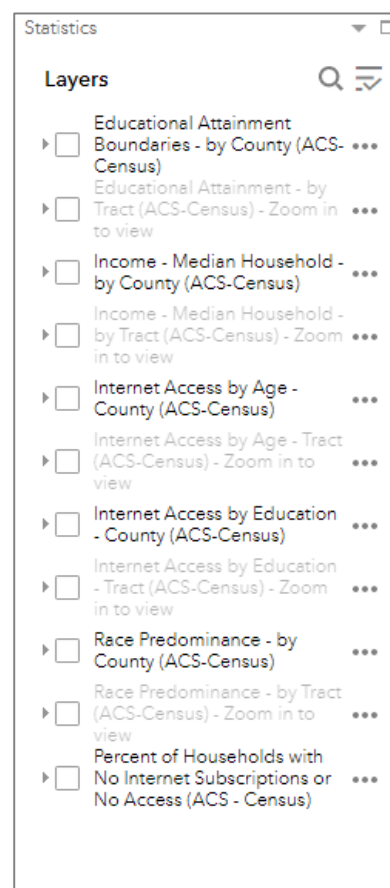 Statistics
Layers
Educational Attainment
Boundaries - by County (ACS-
Census)
Educational Attainment - by
Tract (ACS-Census) - Zoom in
to view
Income - Median Household -
by County (ACS-Census)
Income - Median Household -
by Tract (ACS-Census) - Zoom
in to view
Internet Access by Age -
County (ACS-Census)
Internet Access by Age - Tract
(ACS-Census) - Zoom in to
view
Internet Access by Education
- County (ACS-Census)
Internet Access by Education
- Tract (ACS-Census) - Zoom
in to view
Race Predominance - by
County (ACS-Census)
Race Predominance - by Tract
(ACS-Census) - Zoom in to
view
Percent of Households with
No Internet Subscriptions or
No Access (ACS - Census)